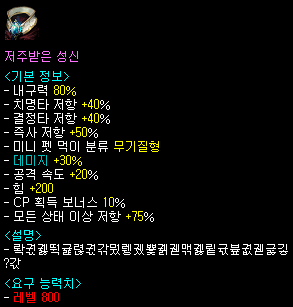 저주받은 성신
<기본 정보>
- 내구력 80%
- 치명타 저항 +40%
- 결정타 저항 +40%
- 즉사 저항 +50%
- 미니 펫 먹이 분류 무기질형
- 데미지 +30%
- 공격 속도 +20%
- 힘 +200
- CP 획득 보너스 10%
- 모든 상태 이상 저항 +75%
<설명>
<요구 능력치>
- 레벨 800